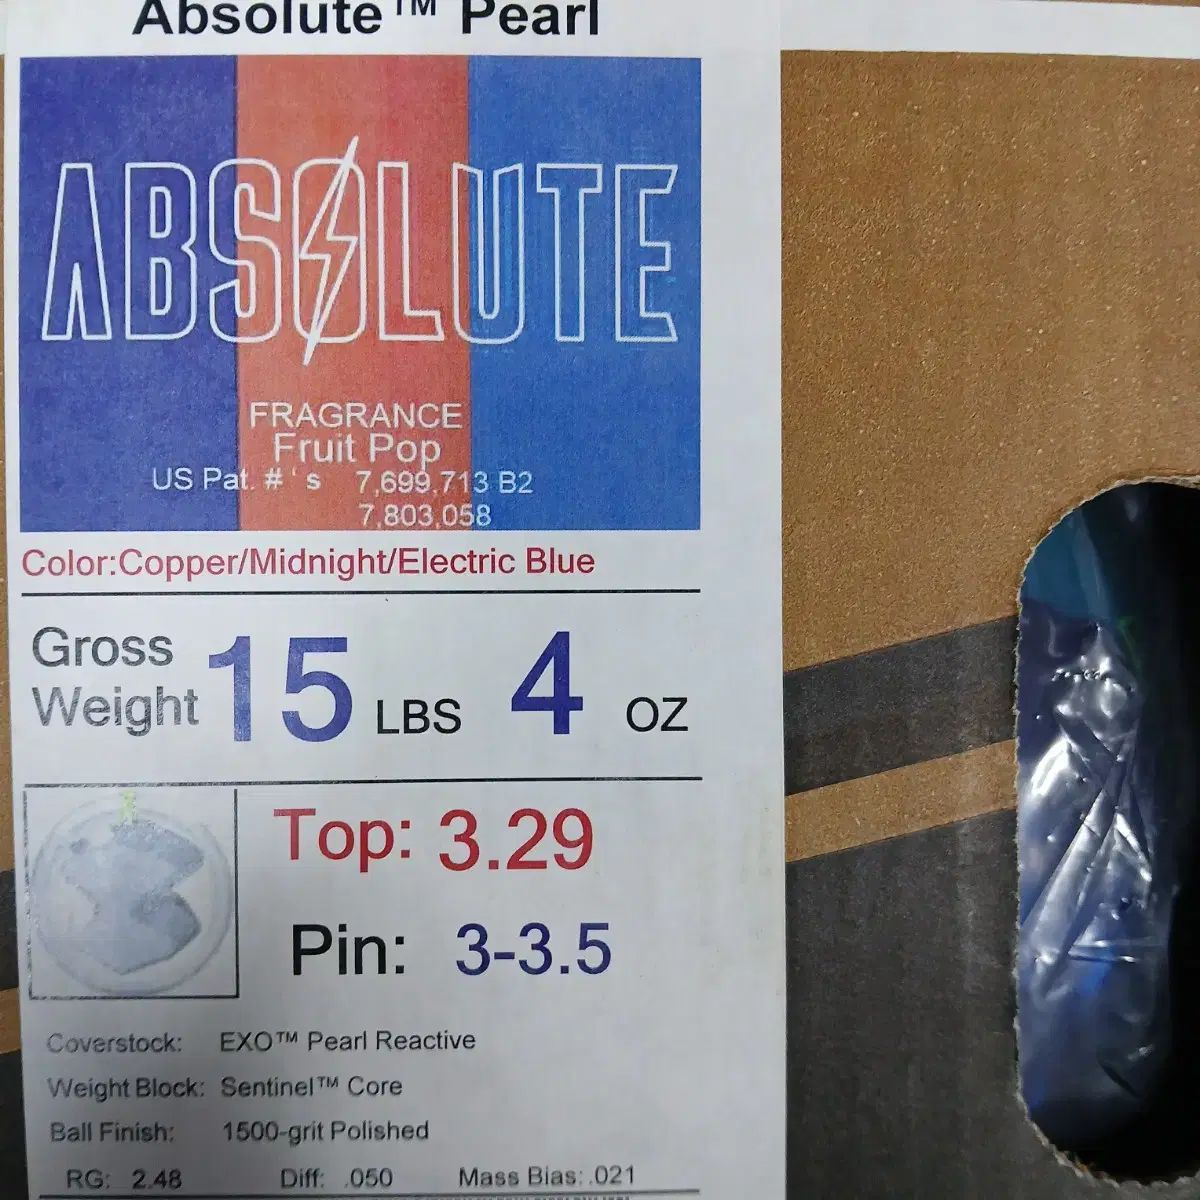 Absolute™ Pearl
ABSOLUTE
FRAGRANCE
Fruit Pop
US Pat. #'s 7,699,713 B2
7,803,058
Color:Copper/Midnight/Electric Blue
Gross Weight 15 LBS 4 OZ
Top: 3.29
Pin: 3-3.5
Coverstock: EXO™ Pearl Reactive
Weight Block: Sentinel™ Core
Ball Finish: 1500-grit Polished
RG: 2.48 Diff: .050 Mass Bias: .021